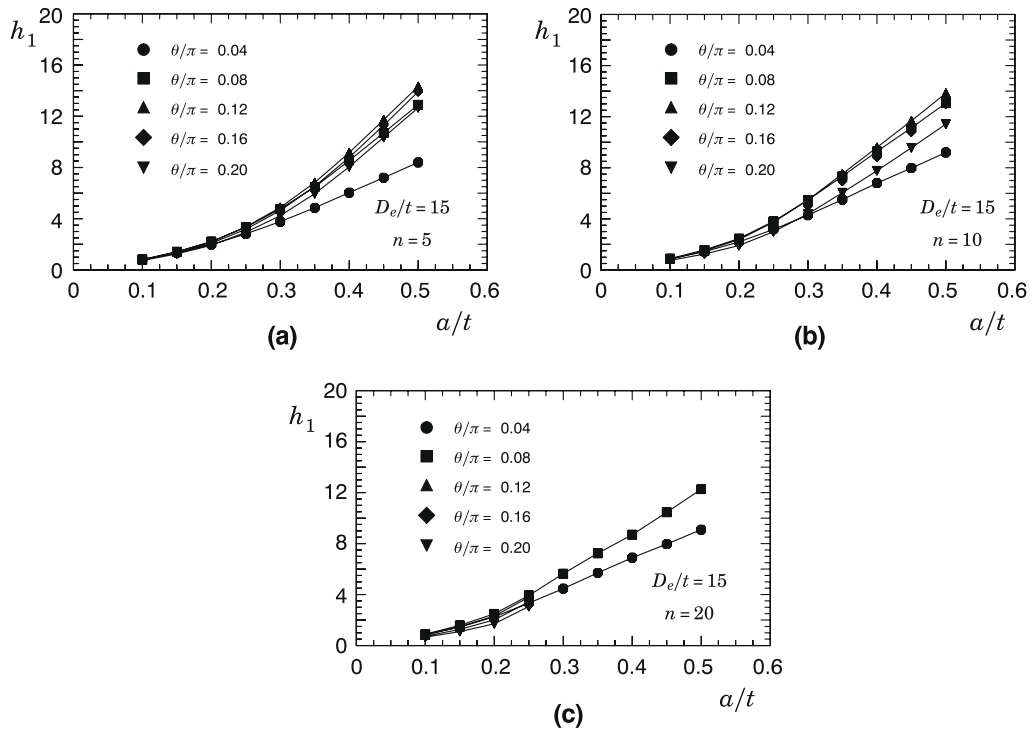 20
16
12
8
4
0
h1
θ/π = 0.04
θ/π = 0.08
θ/π = 0.12
θ/π = 0.16
θ/π = 0.20
De/t = 15
n = 5
0 0.1 0.2 0.3 0.4 0.5 0.6
a/t
(a)
20
16
12
8
4
0
h1
θ/π = 0.04
θ/π = 0.08
θ/π = 0.12
θ/π = 0.16
θ/π = 0.20
De/t = 15
n = 10
0 0.1 0.2 0.3 0.4 0.5 0.6
a/t
(b)
20
16
12
8
4
0
h1
θ/π = 0.04
θ/π = 0.08
θ/π = 0.12
θ/π = 0.16
θ/π = 0.20
De/t = 15
n = 20
0 0.1 0.2 0.3 0.4 0.5 0.6
a/t
(c)